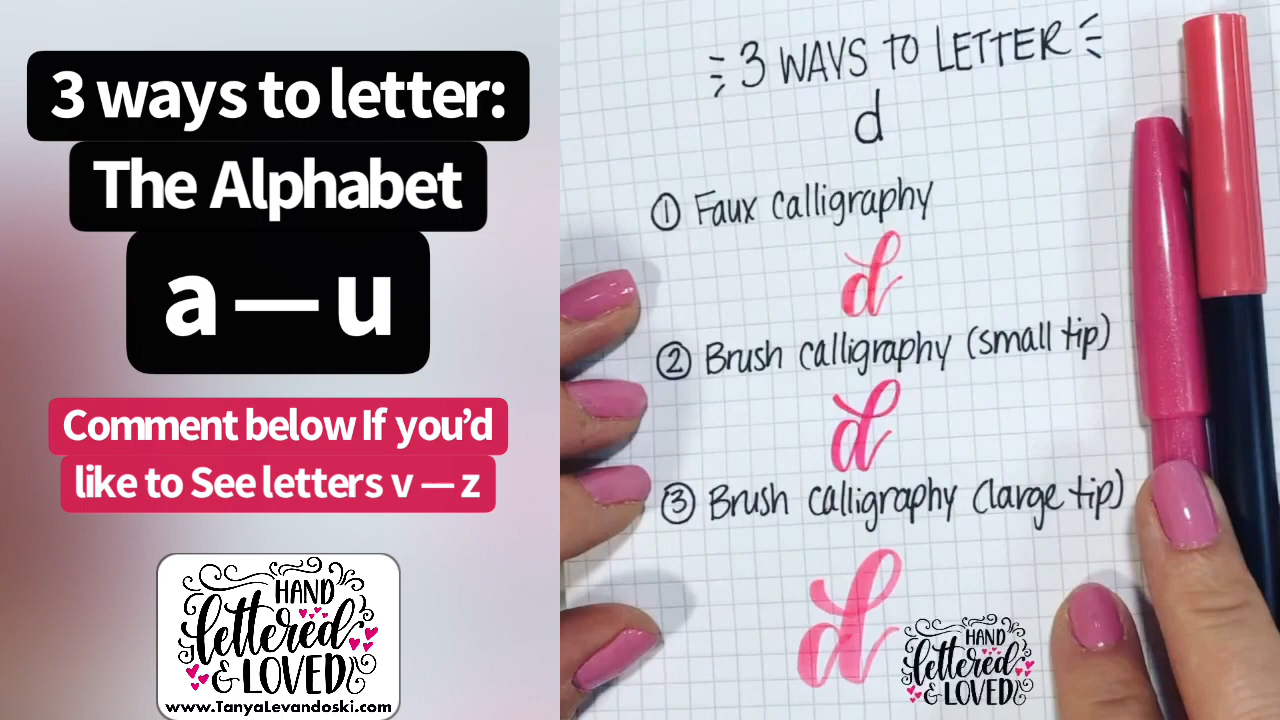 3 ways to letter:
The Alphabet
a — u
Comment below If you’d
like to See letters v — z
HAND
lettered
& LOVED
www.TanyaLevandoski.com
3 WAYS TO LETTER
d
① Faux calligraphy
d
② Brush calligraphy (small tip)
d
③ Brush calligraphy (large tip)
d
HAND
lettered
& LOVED